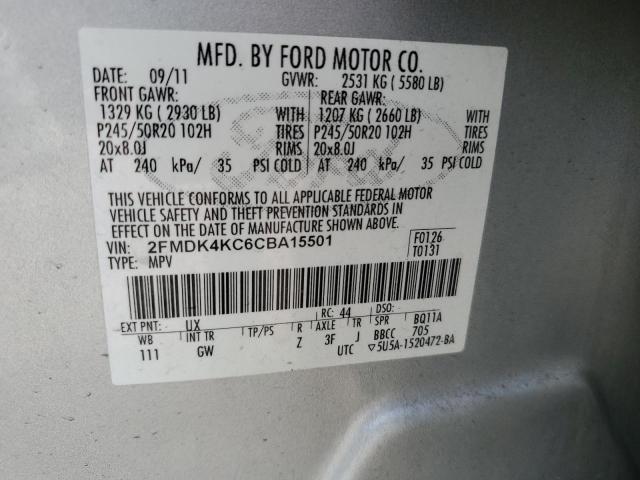 MFD. BY FORD MOTOR CO.
DATE: 09/11 GVWR: 2531 KG ( 5580 LB)
FRONT GAWR: REAR GAWR:
1329 KG ( 2930 LB) WITH 1207 KG ( 2660 LB) WITH
P245/50R20 102H TIRES P245/50R20 102H TIRES
20x8.0J RIMS 20x8.0J RIMS
AT 240 kPa/ 35 PSI COLD AT 240 kPa/ 35 PSI COLD
THIS VEHICLE CONFORMS TO ALL APPLICABLE FEDERAL MOTOR
VEHICLE SAFETY AND THEFT PREVENTION STANDARDS IN
EFFECT ON THE DATE OF MANUFACTURE SHOWN ABOVE.
VIN: 2FMDK4KC6CBA15501 F0126
TYPE: MPV T0131
EXT PNT: UX RC: 44 DSO:
WB INT TR TP/PS R AXLE TR SPR BQ11A
111 GW Z 3F J BBCC 705
UTC ▽5U5A-1520472-BA